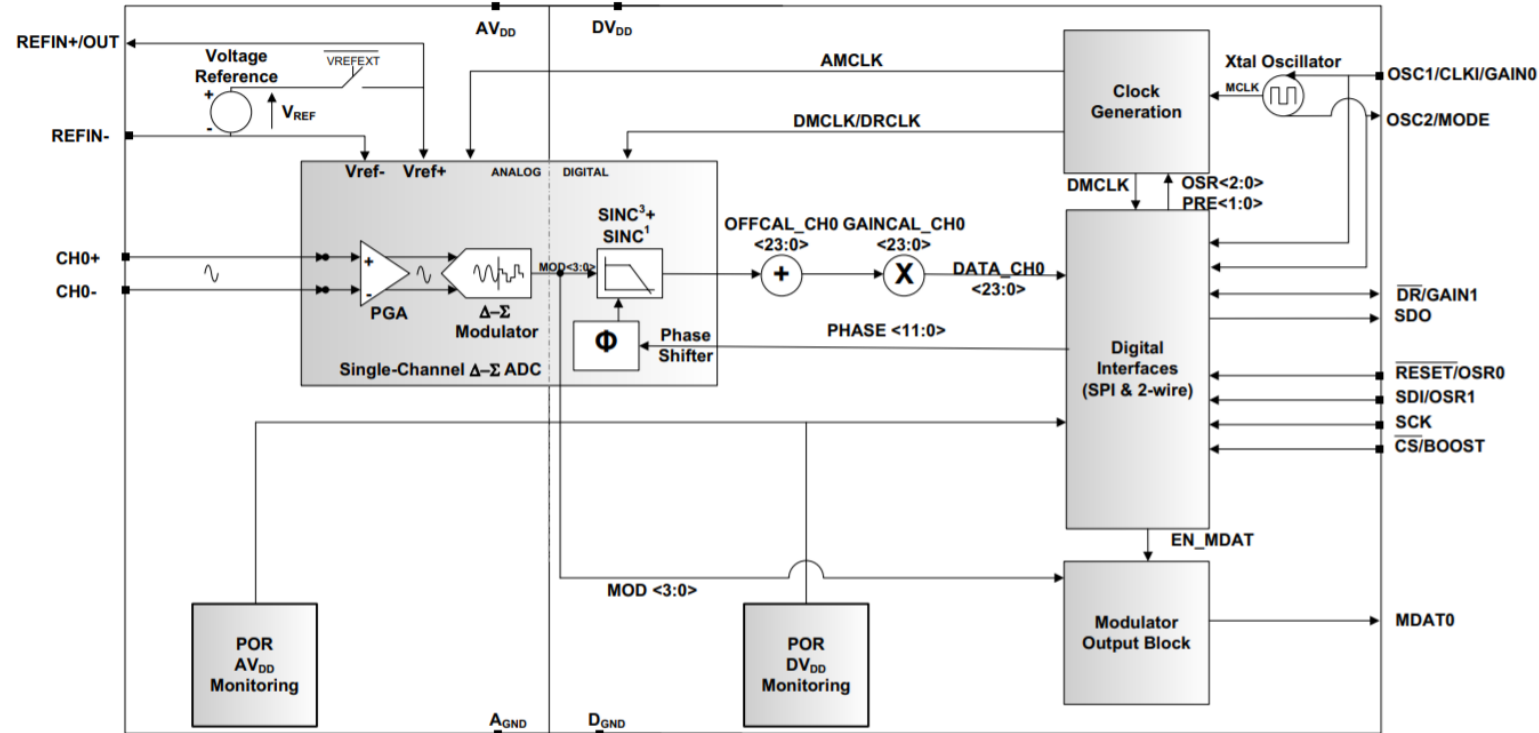 AVDD
DVDD
REFIN+/OUT
Voltage
Reference
VREFEXT
+
-
VREF
REFIN-
AMCLK
DMCLK/DRCLK
Clock
Generation
Xtal Oscillator
MCLK
OSC1/CLKI/GAIN0
OSC2/MODE
DMCLK
OSR<2:0>
PRE<1:0>
Vref-
Vref+
ANALOG
DIGITAL
SINC³+
SINC¹
OFFCAL_CH0
<23:0>
GAINCAL_CH0
<23:0>
CH0+
CH0-
+
-
PGA
Δ–Σ
Modulator
MOD<3:0>
+
X
DATA_CH0
<23:0>
Φ
Phase
Shifter
PHASE <11:0>
Single-Channel Δ–Σ ADC
Digital
Interfaces
(SPI & 2-wire)
DR/GAIN1
SDO
RESET/OSR0
SDI/OSR1
SCK
CS/BOOST
EN_MDAT
MOD <3:0>
POR
AVDD
Monitoring
POR
DVDD
Monitoring
Modulator
Output Block
MDAT0
AGND
DGND